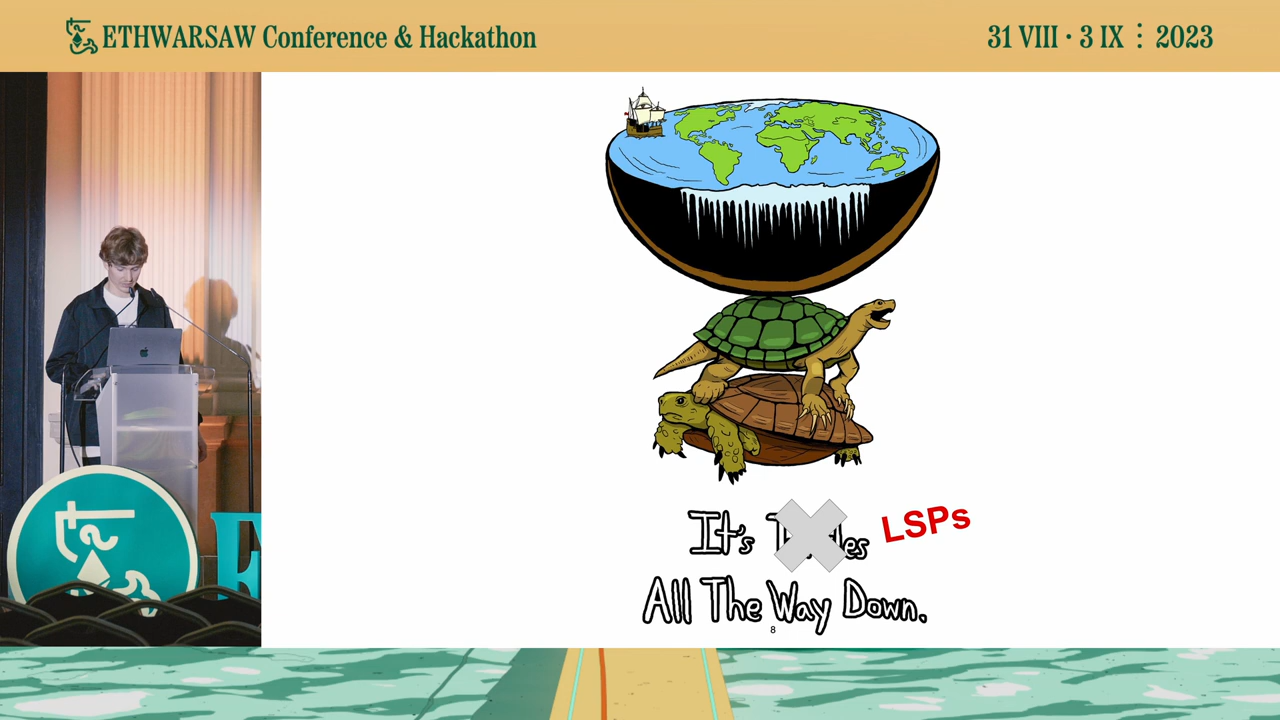 ETHWARSAW Conference & Hackathon
31 VIII · 3 IX ⋮ 2023
It's
LSPs
All The Way Down.
8
E